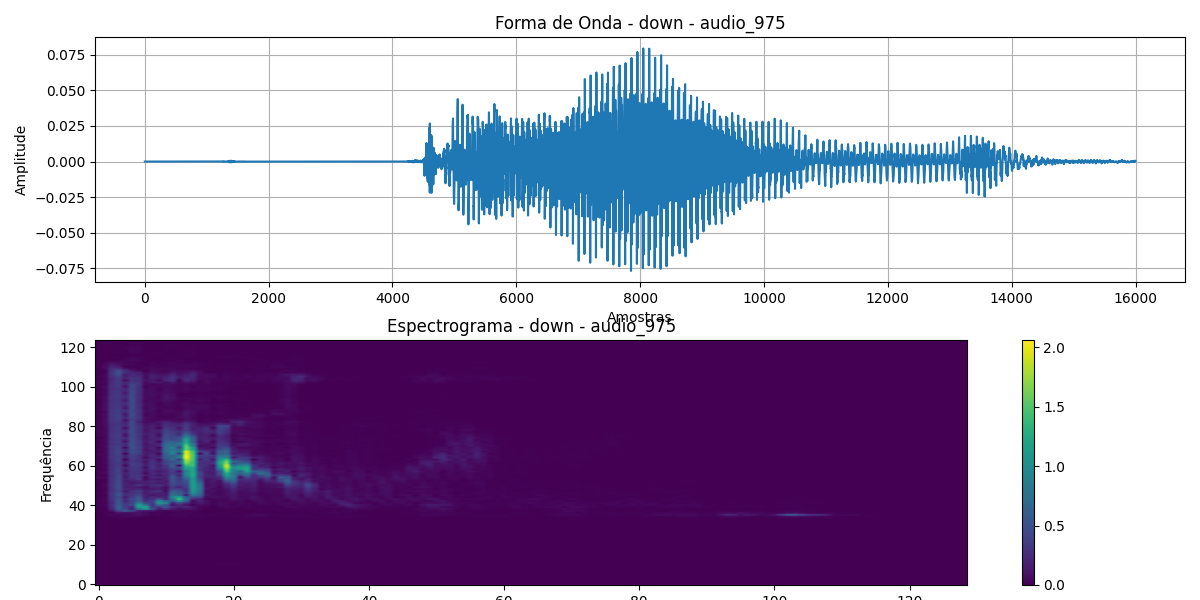 Forma de Onda - down - audio_975
Amplitude
0.075
0.050
0.025
0.000
−0.025
−0.050
−0.075
0 2000 4000 6000 8000 10000 12000 14000 16000
Amostras
Espectrograma - down - audio_975
Frequência
120
100
80
60
40
20
0
0 20 40 60 80 100 120
2.0
1.5
1.0
0.5
0.0